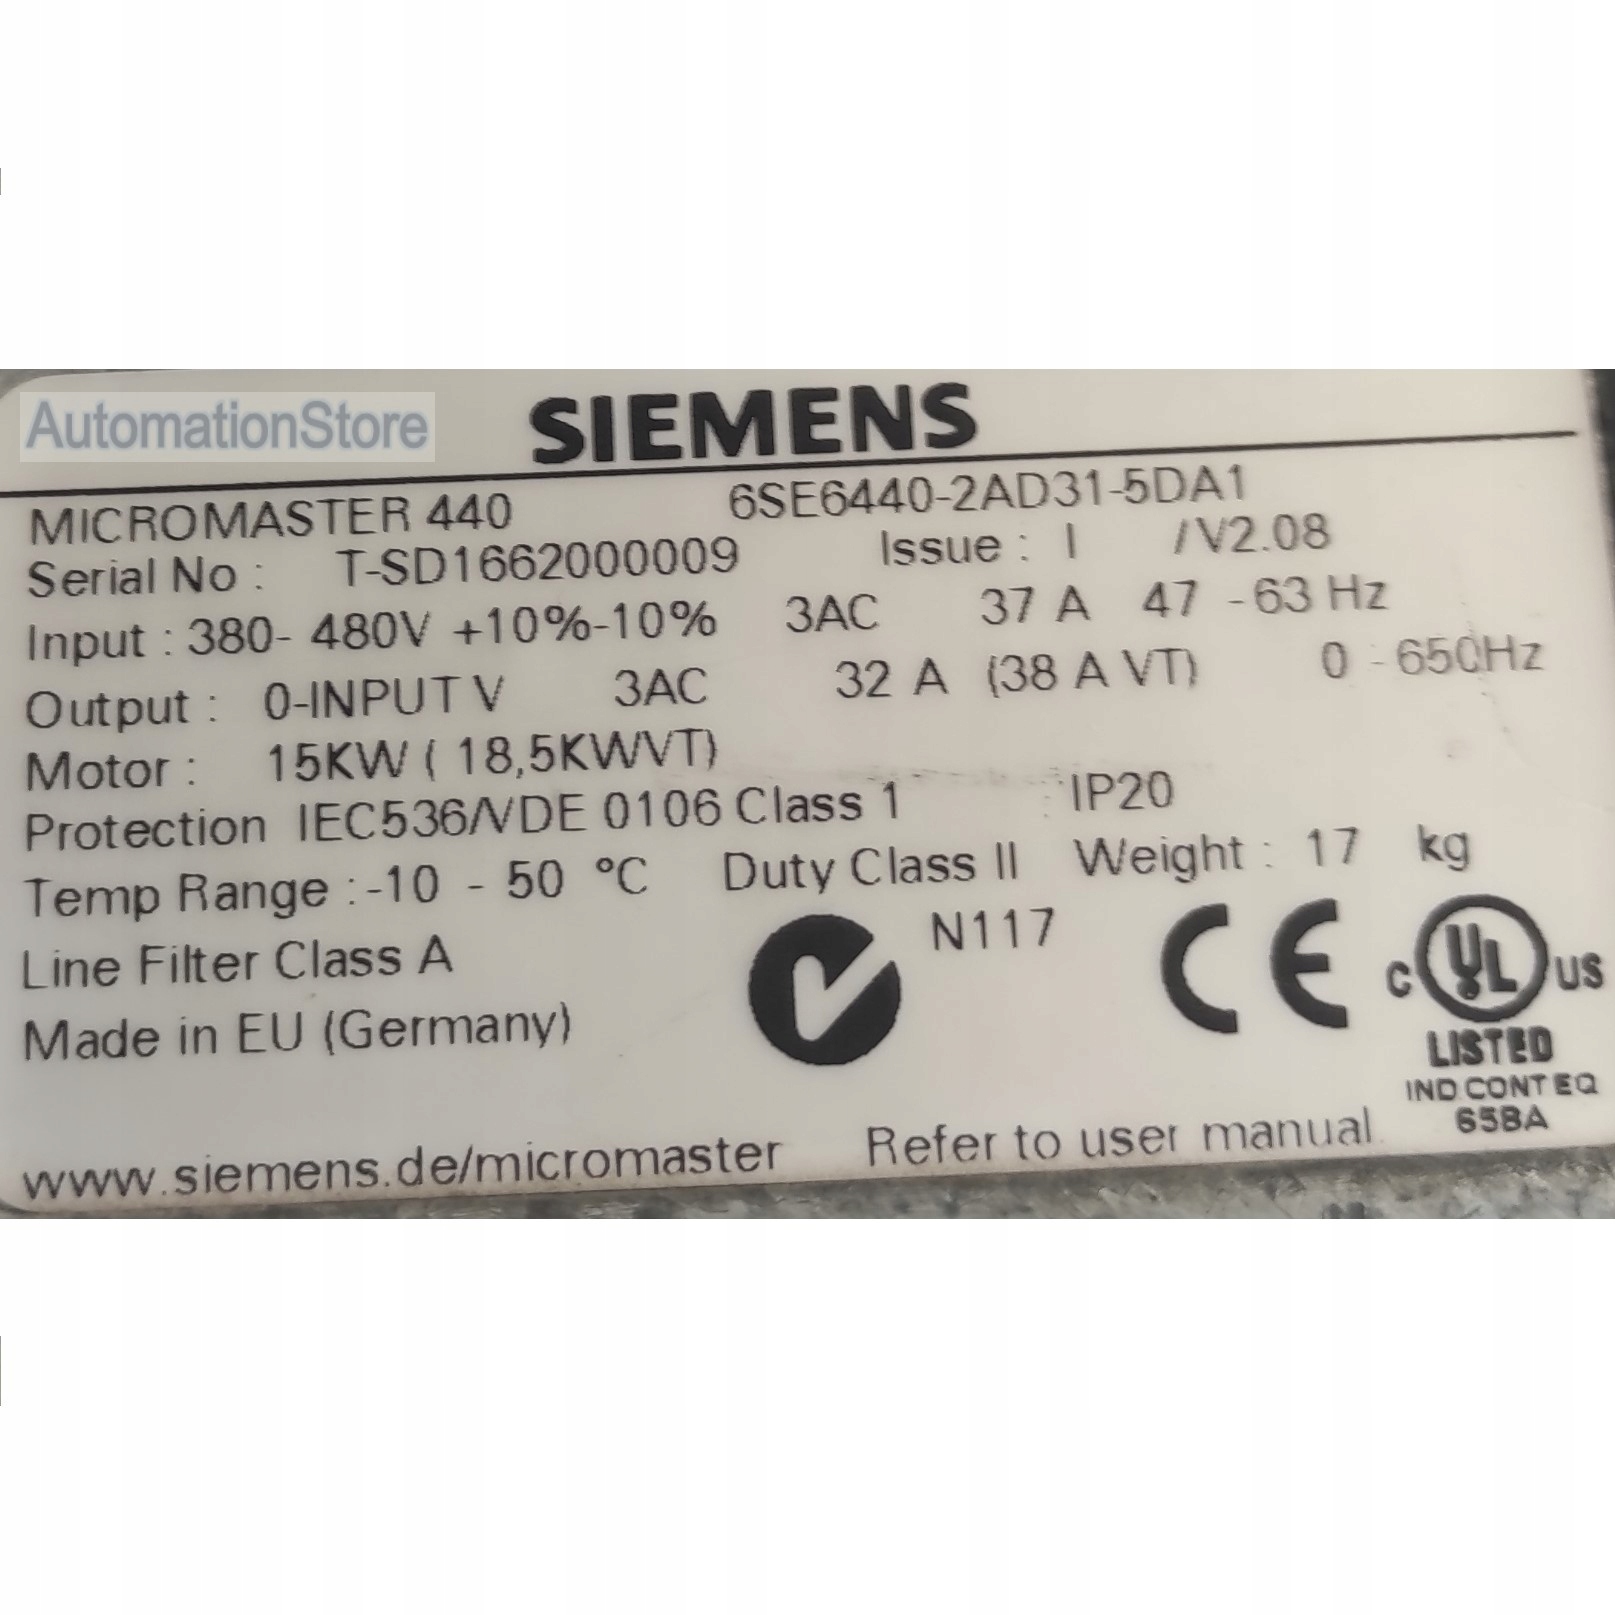 AutomationStore
SIEMENS
MICROMASTER 440 6SE6440-2AD31-5DA1
Serial No : T-SD1662000009 Issue : I /V2.08
Input : 380- 480V +10%-10% 3AC 37 A 47 -63 Hz
Output : 0-INPUT V 3AC 32 A (38 A VT) 0 -650Hz
Motor : 15KW ( 18,5KWVT)
Protection IEC536/VDE 0106 Class 1 IP20
Temp Range :-10 - 50 °C Duty Class II Weight : 17 kg
Line Filter Class A N117 CE C UL US
Made in EU (Germany) LISTED
IND CONT EQ
65BA
www.siemens.de/micromaster Refer to user manual